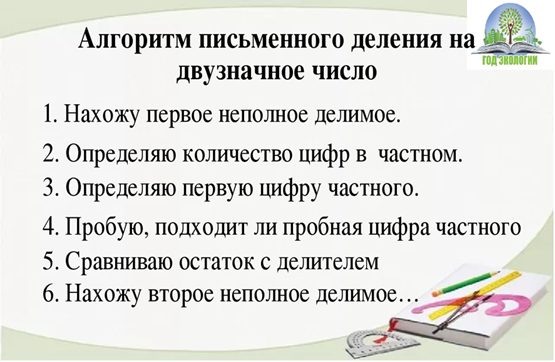 Алгоритм письменного деления на
двузначное число
ГОД ЭКОЛОГИИ
1. Нахожу первое неполное делимое.
2. Определяю количество цифр в частном.
3. Определяю первую цифру частного.
4. Пробую, подходит ли пробная цифра частного
5. Сравниваю остаток с делителем
6. Нахожу второе неполное делимое…